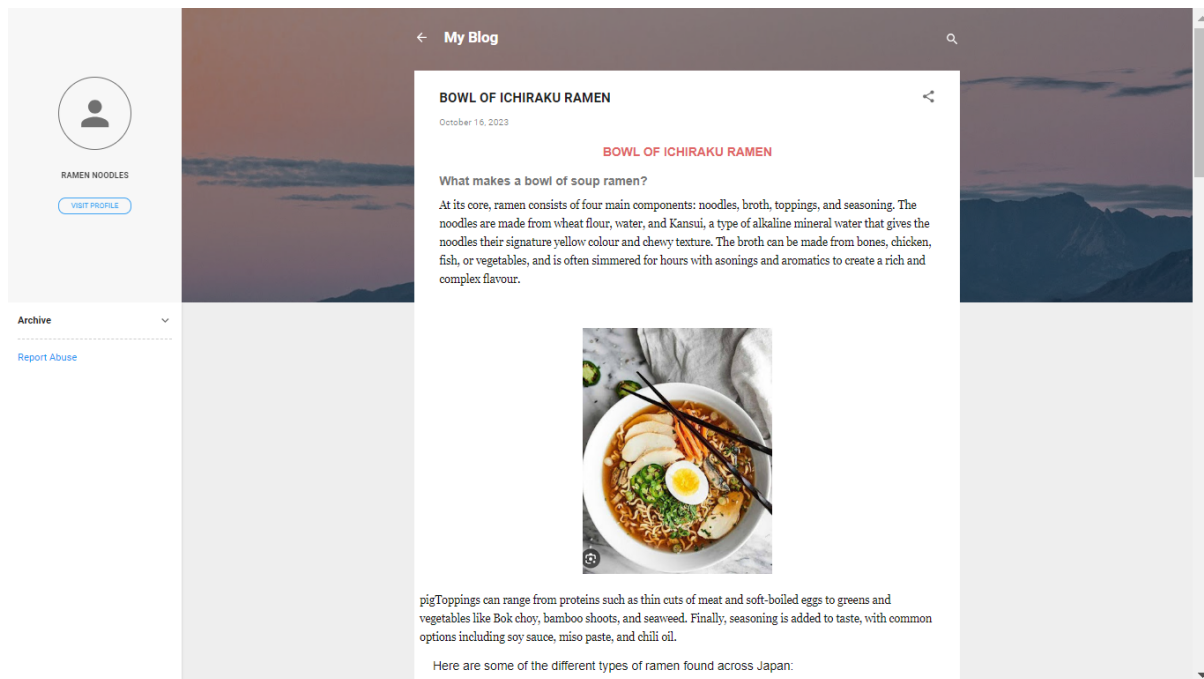 My Blog
RAMEN NOODLES
VISIT PROFILE
Archive
Report Abuse
BOWL OF ICHIRAKU RAMEN
October 16, 2023
BOWL OF ICHIRAKU RAMEN
What makes a bowl of soup ramen?
At its core, ramen consists of four main components: noodles, broth, toppings, and seasoning. The
noodles are made from wheat flour, water, and Kansui, a type of alkaline mineral water that gives the
noodles their signature yellow colour and chewy texture. The broth can be made from bones, chicken,
fish, or vegetables, and is often simmered for hours with asonings and aromatics to create a rich and
complex flavour.
pigToppings can range from proteins such as thin cuts of meat and soft-boiled eggs to greens and
vegetables like Bok choy, bamboo shoots, and seaweed. Finally, seasoning is added to taste, with common
options including soy sauce, miso paste, and chili oil.
Here are some of the different types of ramen found across Japan: